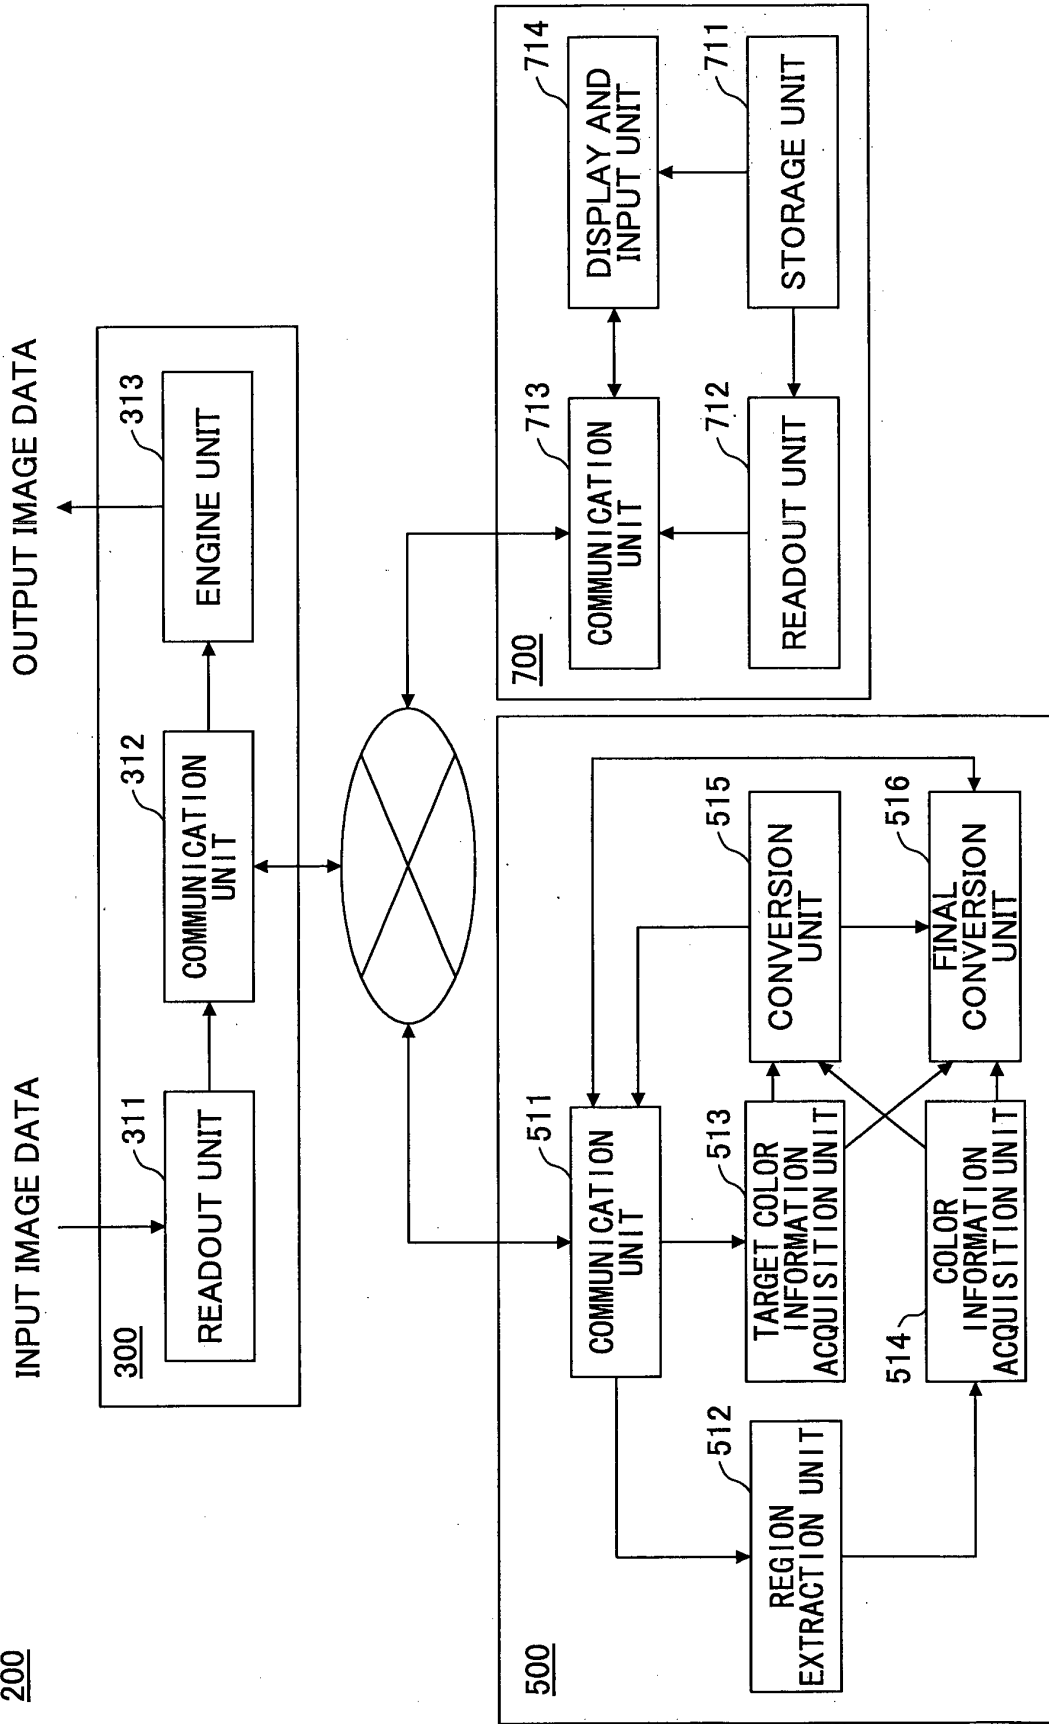 200
INPUT IMAGE DATA
OUTPUT IMAGE DATA
300
311
READOUT UNIT
312
COMMUNICATION
UNIT
313
ENGINE UNIT
500
511
COMMUNICATION
UNIT
512
REGION
EXTRACTION UNIT
513
TARGET COLOR
INFORMATION
ACQUISITION UNIT
514
COLOR
INFORMATION
ACQUISITION UNIT
515
CONVERSION
UNIT
516
FINAL
CONVERSION
UNIT
700
713
COMMUNICATION
UNIT
714
DISPLAY AND
INPUT UNIT
712
READOUT UNIT
711
STORAGE UNIT